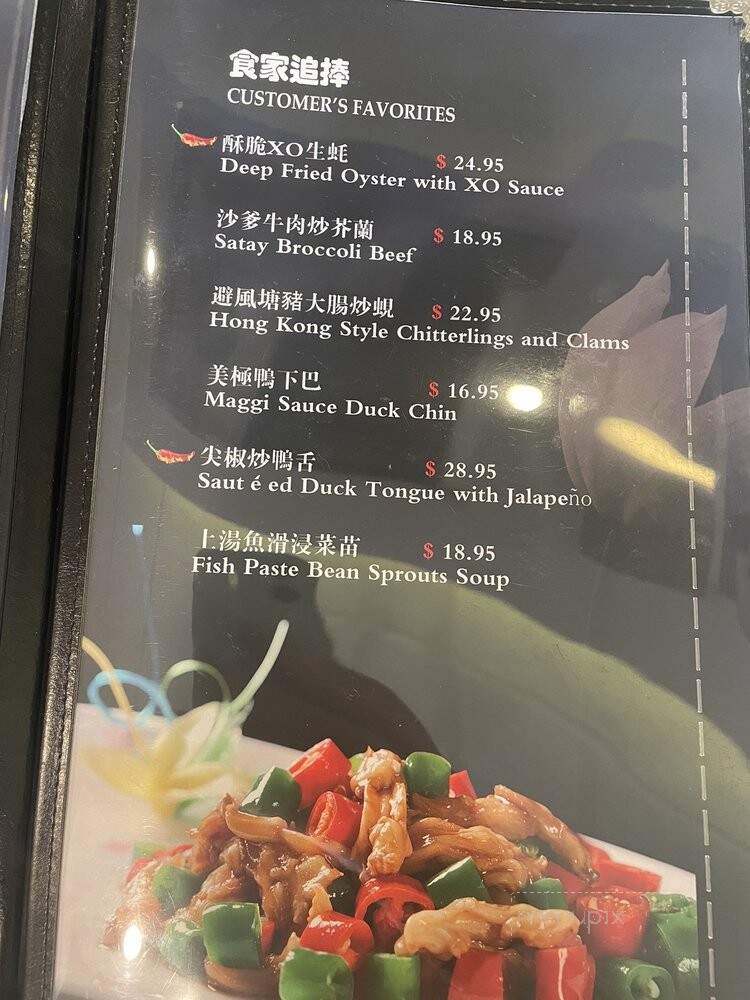 食家追捧
CUSTOMER'S FAVORITES
酥脆XO生蚝 $ 24.95
Deep Fried Oyster with XO Sauce
沙爹牛肉炒芥蘭 $ 18.95
Satay Broccoli Beef
避風塘豬大腸炒蜆 $ 22.95
Hong Kong Style Chitterlings and Clams
美極鴨下巴 $ 16.95
Maggi Sauce Duck Chin
尖椒炒鴨舌 $ 28.95
Saut é ed Duck Tongue with Jalapeño
上湯魚滑浸菜苗 $ 18.95
Fish Paste Bean Sprouts Soup